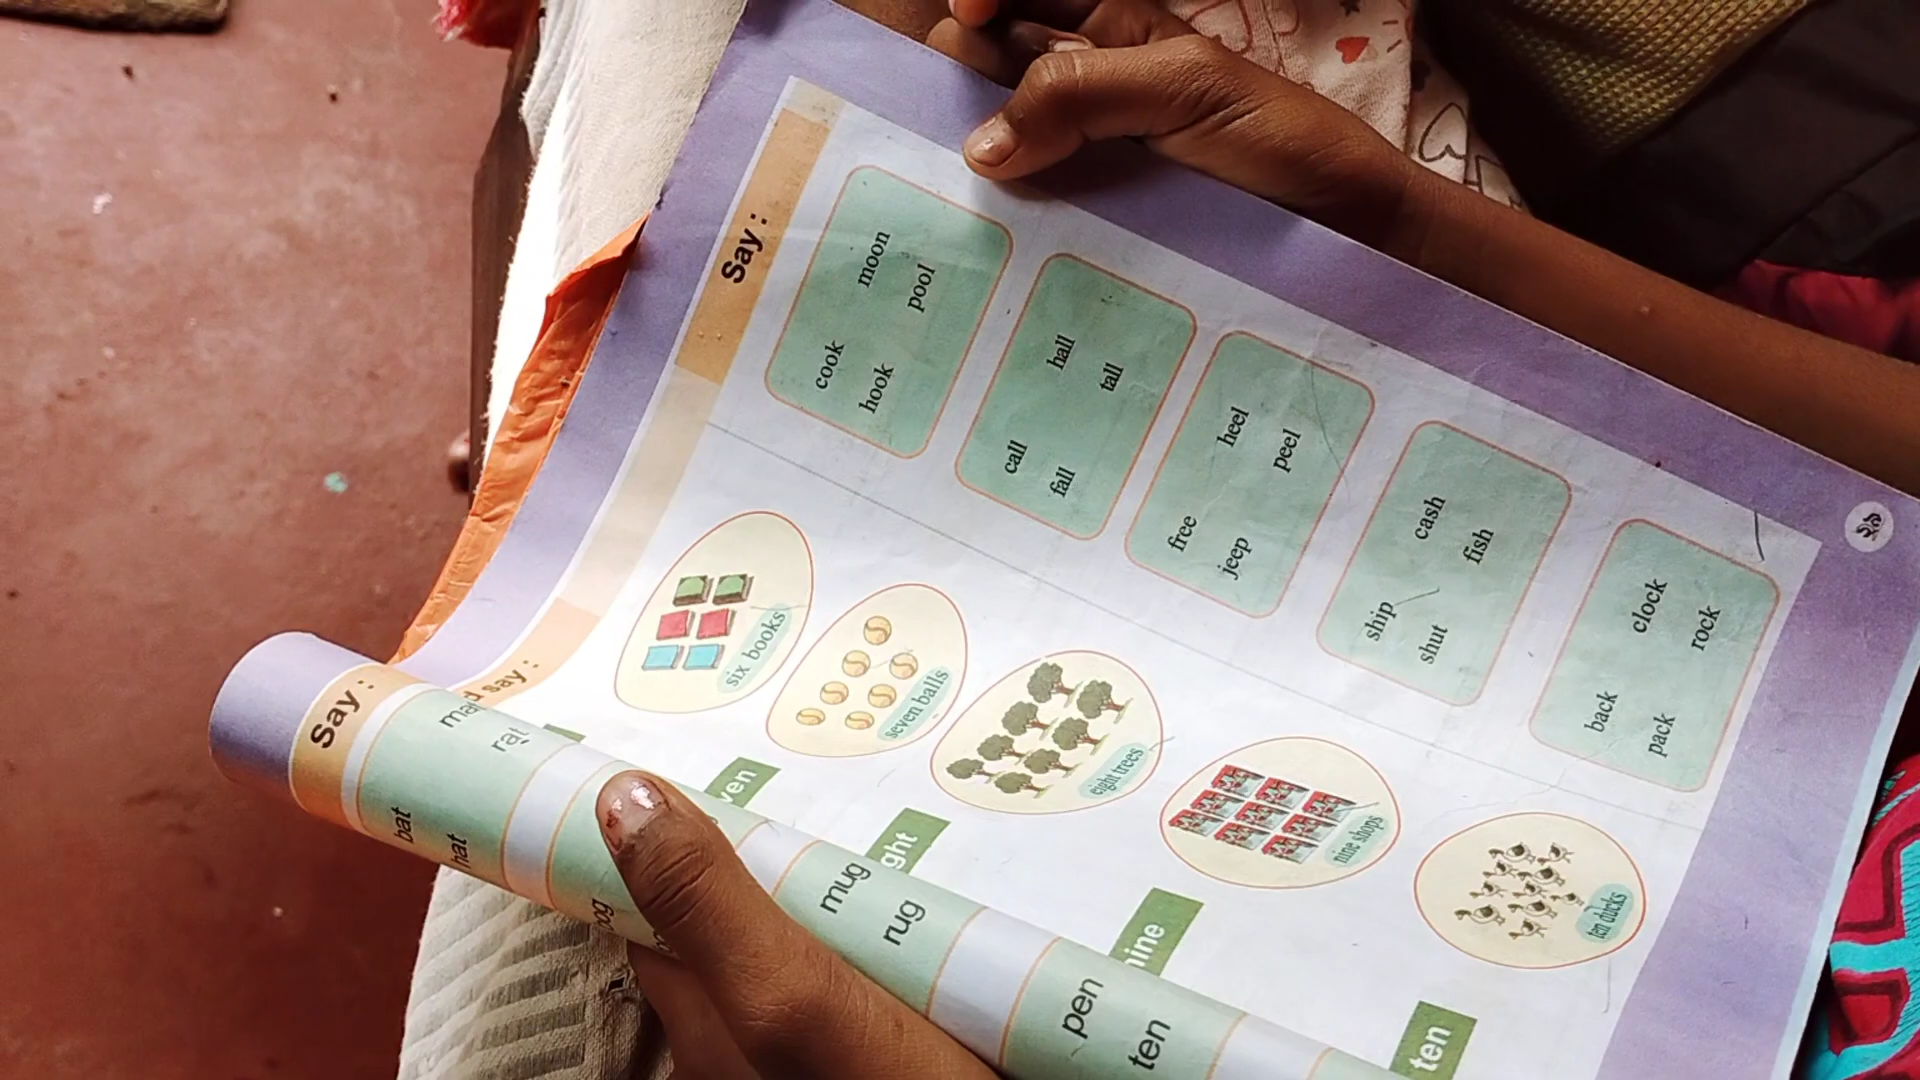 Say :
cook moon
hook pool
call hall
fall tall
free heel
jeep peel
ship cash
shut fish
back clock
pack rock
say :
six books
seven balls
eight trees
nine shops
ten ducks
ten
Say :
bat
hat
rat
mug
rug
pen
ten